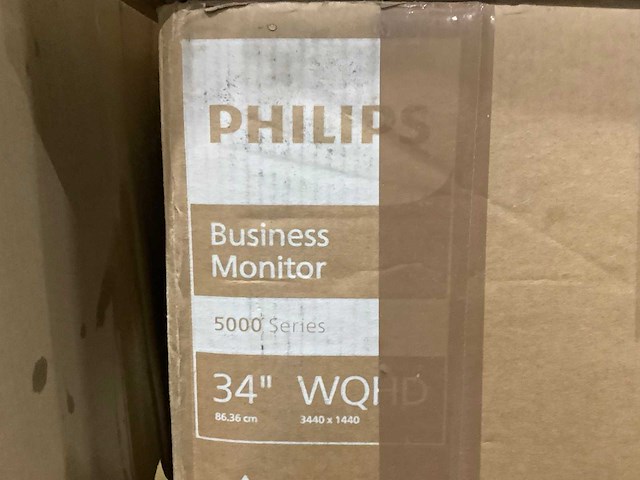 PHILIPS
Business
Monitor
5000 Series
34" WQHD
86.36 cm 3440 x 1440